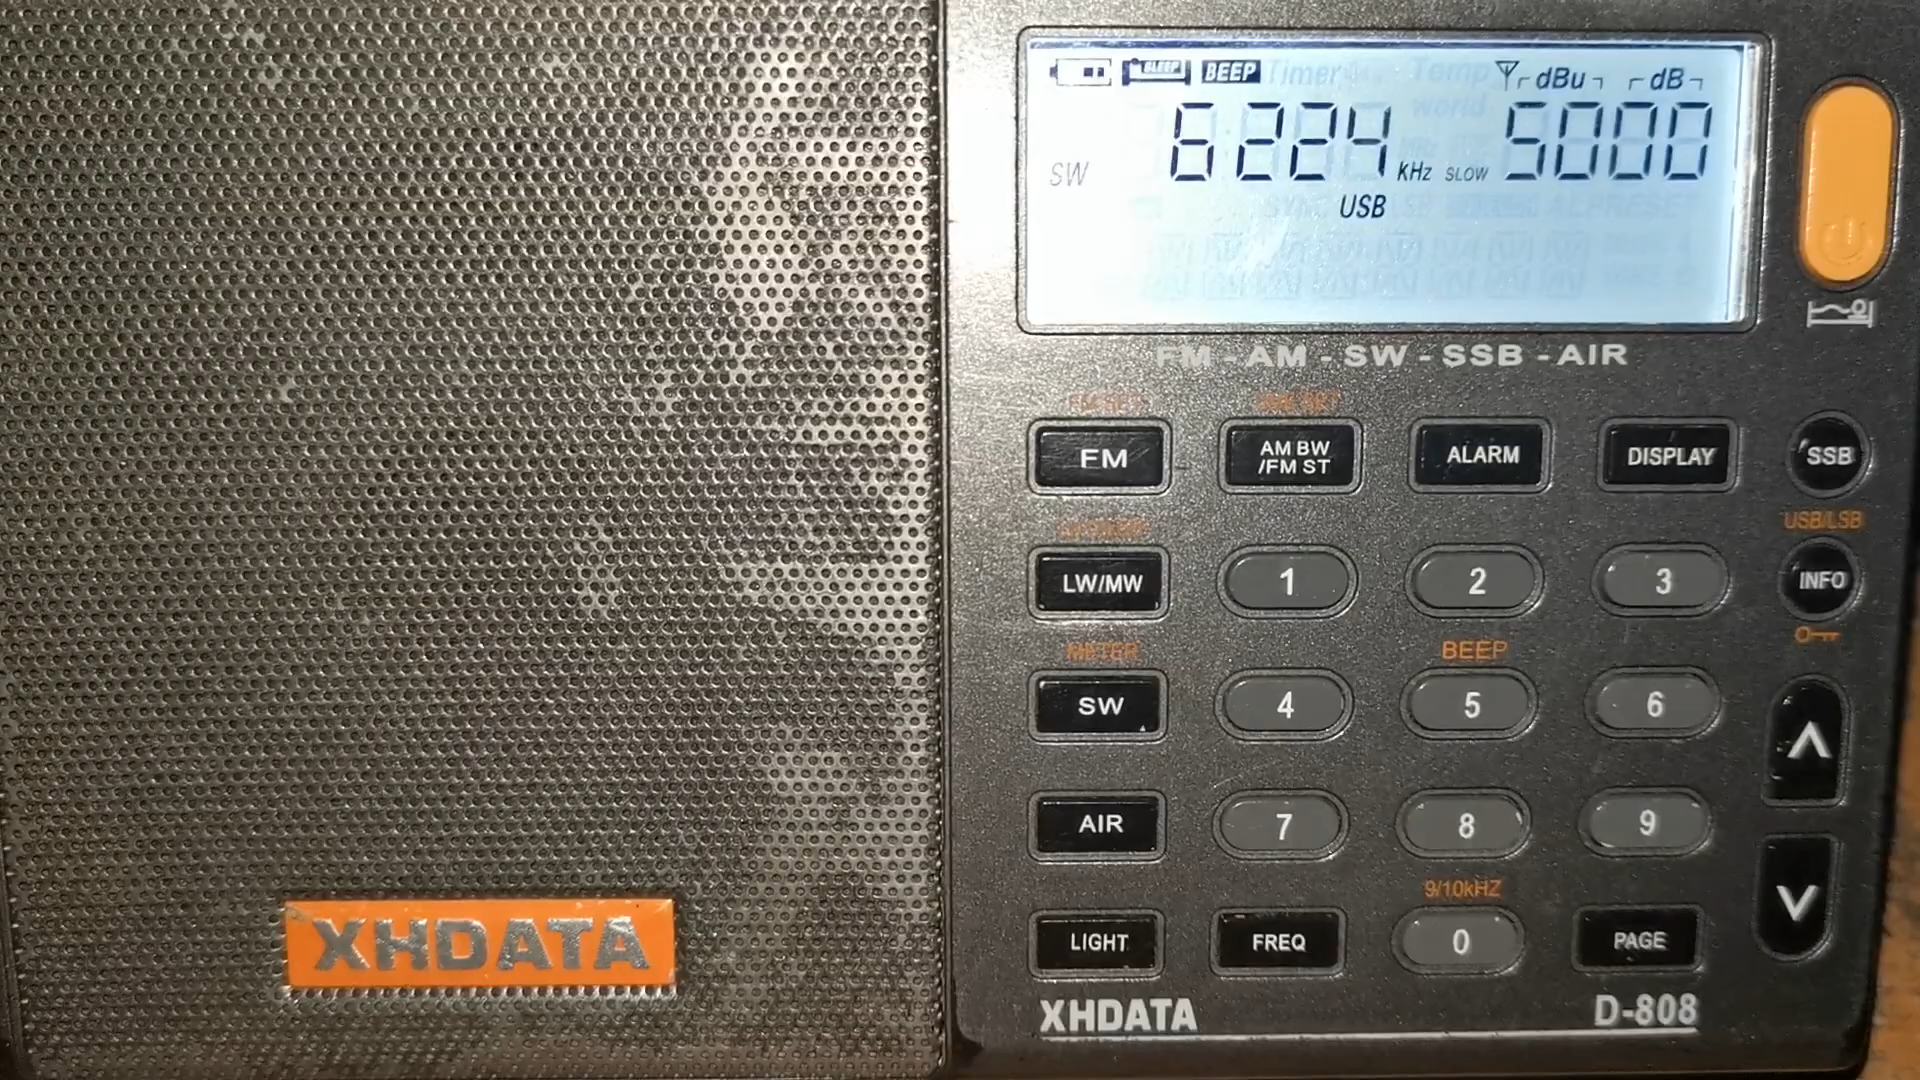 SLEEP BEEP dBu dB
SW 6224 kHz SLOW 5000
USB
FM - AM - SW - SSB - AIR
FM AM BW /FM ST ALARM DISPLAY SSB
USB/LSB
LW/MW 1 2 3 INFO
METER BEEP
SW 4 5 6
AIR 7 8 9
9/10kHZ
LIGHT FREQ 0 PAGE
XHDATA
XHDATA D-808